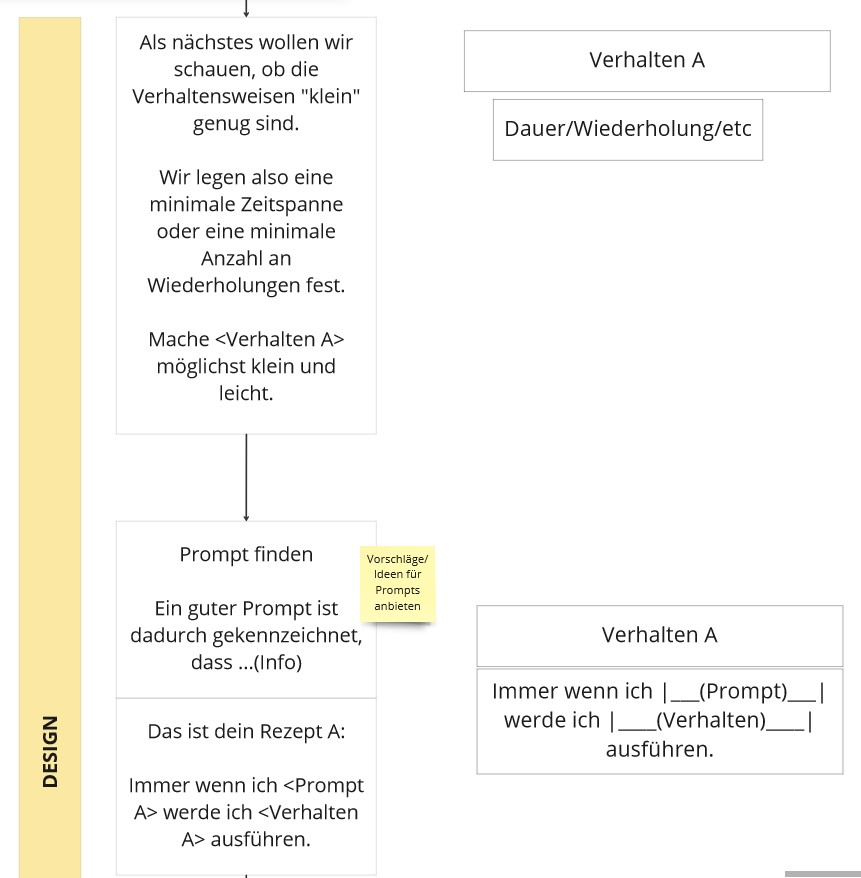 Als nächstes wollen wir
schauen, ob die
Verhaltensweisen "klein"
genug sind.
Wir legen also eine
minimale Zeitspanne
oder eine minimale
Anzahl an
Wiederholungen fest.
Mache <Verhalten A>
möglichst klein und
leicht.
Verhalten A
Dauer/Wiederholung/etc
Prompt finden
Ein guter Prompt ist
dadurch gekennzeichnet,
dass ...(Info)
Vorschläge/
Ideen für
Prompts
anbieten
Das ist dein Rezept A:
Immer wenn ich <Prompt
A> werde ich <Verhalten
A> ausführen.
Verhalten A
Immer wenn ich |___(Prompt)___|
werde ich |____(Verhalten)____|
ausführen.
DESIGN